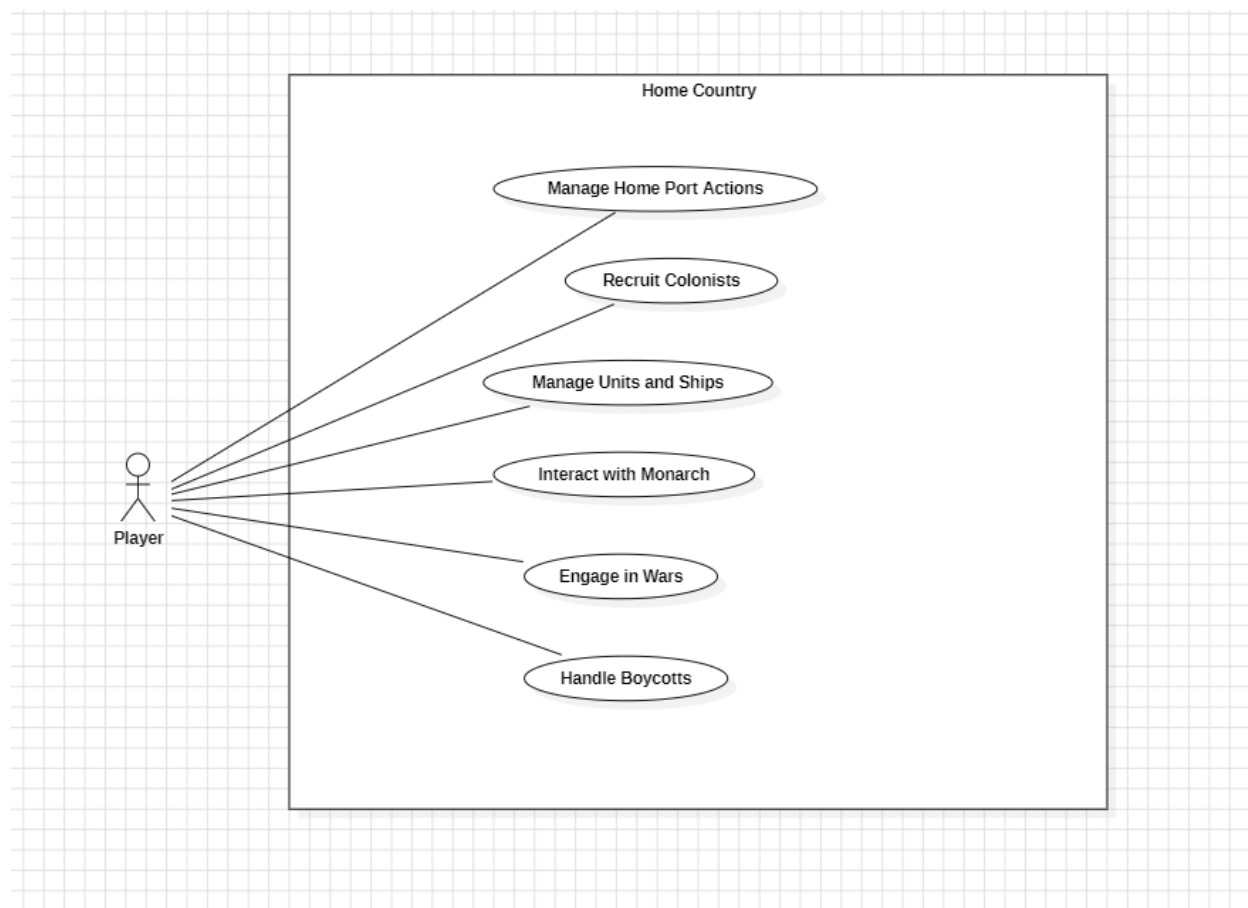 Home Country
Manage Home Port Actions
Recruit Colonists
Manage Units and Ships
Interact with Monarch
Player
Engage in Wars
Handle Boycotts